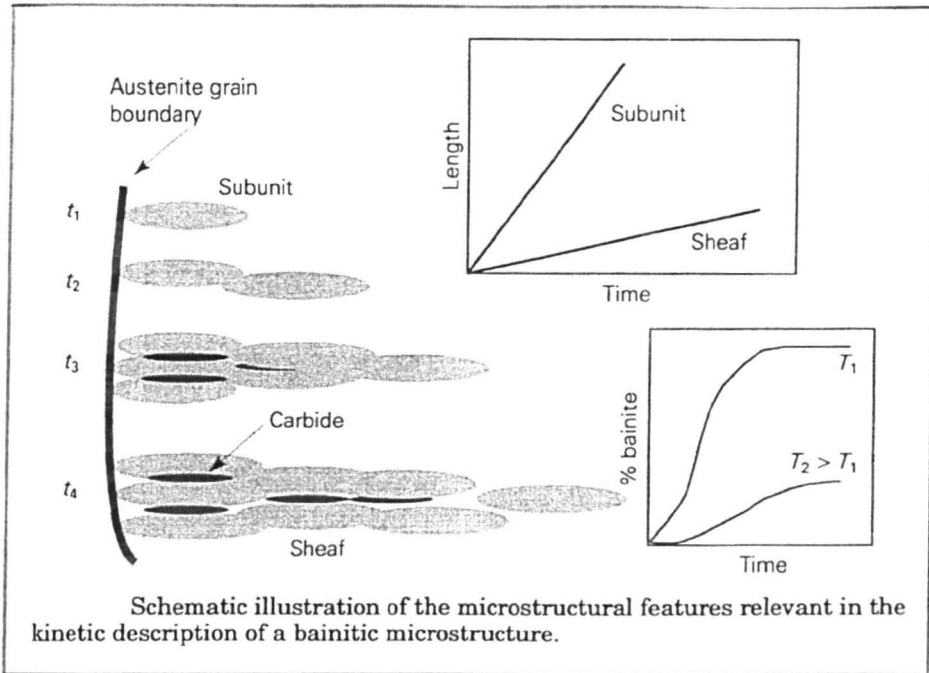 Austenite grain
boundary
Subunit
t₁
t₂
t₃
Carbide
t₄
Sheaf
Length
Subunit
Sheaf
Time
% bainite
T₁
T₂ > T₁
Time
Schematic illustration of the microstructural features relevant in the
kinetic description of a bainitic microstructure.